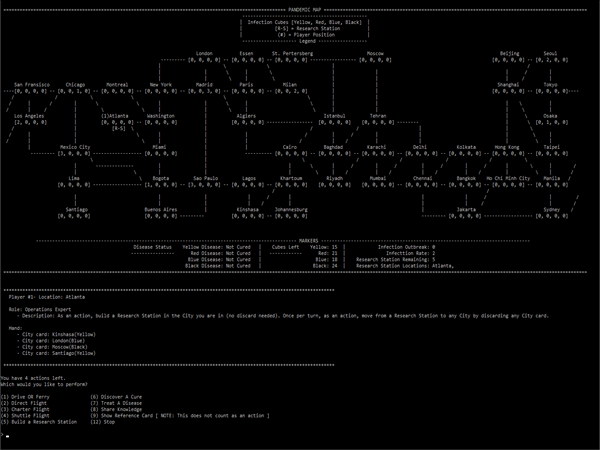 PANDEMIC MAP
Infection Cubes [Yellow, Red, Blue, Black]
[R-S] = Research Station
(#) = Player Position
Legend
London Essen St. Pertersberg Moscow Beijing Seoul
[0, 0, 0, 0] -- [0, 0, 0, 0] -- [0, 0, 0, 0] [0, 0, 0, 0] [0, 0, 0, 0] -- [0, 2, 0, 0]
San Fransisco Chicago Montreal New York Madrid Paris Milan Shanghai Tokyo
[0, 0, 0, 0] -- [0, 0, 1, 0] -- [0, 0, 0, 0] -- [0, 0, 0, 0] -- [0, 0, 3, 0] -- [0, 0, 0, 0] -- [0, 0, 2, 0] [0, 0, 0, 0] -- [0, 0, 0, 0]
Los Angeles (1)Atlanta Washington Algiers Istanbul Tehran Osaka
[2, 0, 0, 0] [0, 0, 0, 0] -- [0, 0, 0, 0] [0, 0, 0, 0] [0, 0, 0, 0] [0, 0, 0, 0] [0, 1, 0, 0]
[R-S]
Mexico City Miami Cairo Baghdad Karachi Delhi Kolkata Hong Kong Taipei
[3, 0, 0, 0] [0, 0, 0, 0] [0, 0, 0, 0] -- [0, 0, 0, 0] -- [0, 0, 0, 0] -- [0, 0, 0, 0] -- [0, 0, 0, 0] -- [0, 0, 0, 0] -- [0, 0, 0, 0]
Lima Bogota Sao Paulo Lagos Khartoum Riyadh Mumbai Chennai Bangkok Ho Chi Minh City Manila
[0, 0, 0, 0] [1, 0, 0, 0] -- [3, 0, 0, 0] -- [0, 0, 0, 0] -- [0, 0, 0, 0] [0, 0, 0, 0] [0, 0, 0, 0] -- [0, 0, 0, 0] -- [0, 0, 0, 0] -- [0, 0, 0, 0] -- [0, 0, 0, 0]
Santiago Buenos Aires Kinshasa Johannesburg Jakarta Sydney
[0, 0, 0, 0] [0, 0, 0, 0] [0, 0, 0, 0] -- [0, 0, 0, 0] [0, 0, 0, 0] [0, 0, 0, 0]
MARKERS
Disease Status Yellow Disease: Not Cured | Cubes Left Yellow: 15 | Infection Outbreak: 0
Red Disease: Not Cured | Red: 21 | Infectiion Rate: 2
Blue Disease: Not Cured | Blue: 18 | Research Station Remaining: 5
Black Disease: Not Cured | Black: 24 | Research Station Locations: Atlanta,
Player #1- Location: Atlanta
Role: Operations Expert
- Description: As an action, build a Research Station in the City you are in (no discard needed). Once per turn, as an action, move from a Research Station to any City by discarding any City card.
Hand:
- City card: Kinshasa(Yellow)
- City card: London(Blue)
- City card: Moscow(Black)
- City card: Santiago(Yellow)
You have 4 actions left.
Which would you like to perform?
(1) Drive OR Ferry (6) Discover A Cure
(2) Direct Flight (7) Treat A Disease
(3) Charter Flight (8) Share Knowledge
(4) Shuttle Flight (9) Show Reference Card [ NOTE: This does not count as an action ]
(5) Build a Research Station (12) Stop
>